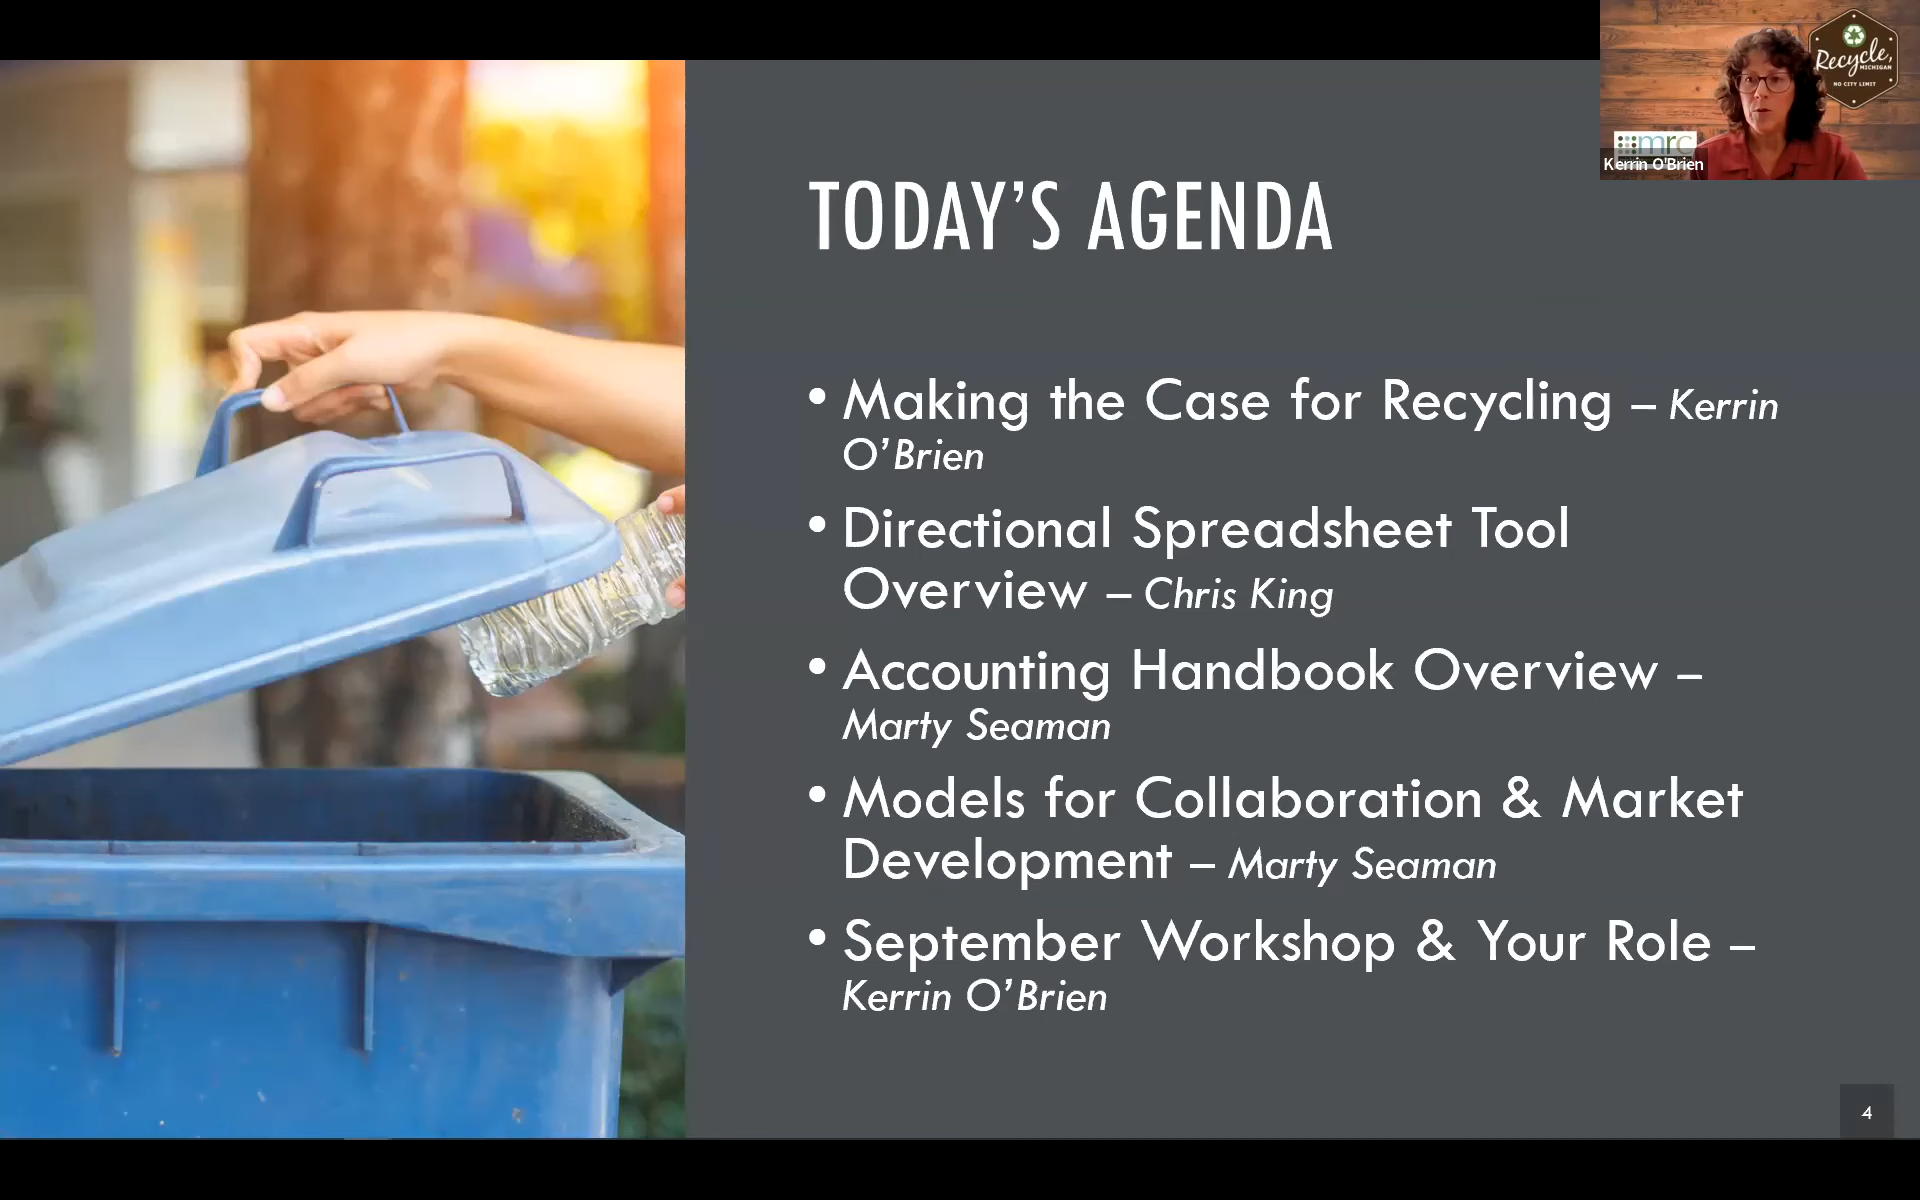 Recycle,
MICHIGAN
NO CITY LIMIT
mrc
Kerrin O'Brien
TODAY’S AGENDA
• Making the Case for Recycling – Kerrin
O’Brien
• Directional Spreadsheet Tool
Overview – Chris King
• Accounting Handbook Overview –
Marty Seaman
• Models for Collaboration & Market
Development – Marty Seaman
• September Workshop & Your Role –
Kerrin O’Brien
4